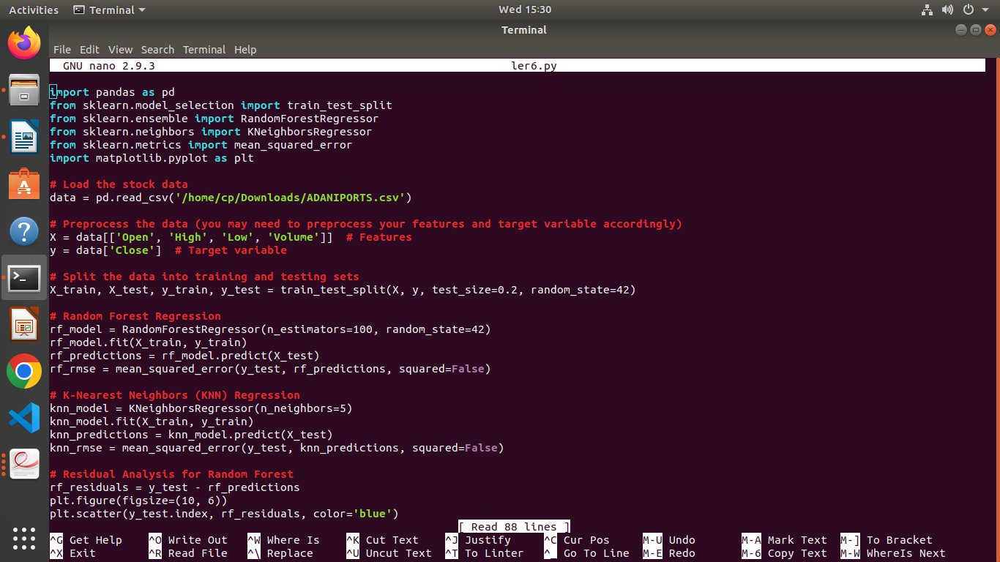 Activities Terminal Wed 15:30
Terminal
File Edit View Search Terminal Help
GNU nano 2.9.3 ler6.py
import pandas as pd
from sklearn.model_selection import train_test_split
from sklearn.ensemble import RandomForestRegressor
from sklearn.neighbors import KNeighborsRegressor
from sklearn.metrics import mean_squared_error
import matplotlib.pyplot as plt
# Load the stock data
data = pd.read_csv('/home/cp/Downloads/ADANIPORTS.csv')
# Preprocess the data (you may need to preprocess your features and target variable accordingly)
X = data[['Open', 'High', 'Low', 'Volume']]  # Features
y = data['Close']  # Target variable
# Split the data into training and testing sets
X_train, X_test, y_train, y_test = train_test_split(X, y, test_size=0.2, random_state=42)
# Random Forest Regression
rf_model = RandomForestRegressor(n_estimators=100, random_state=42)
rf_model.fit(X_train, y_train)
rf_predictions = rf_model.predict(X_test)
rf_rmse = mean_squared_error(y_test, rf_predictions, squared=False)
# K-Nearest Neighbors (KNN) Regression
knn_model = KNeighborsRegressor(n_neighbors=5)
knn_model.fit(X_train, y_train)
knn_predictions = knn_model.predict(X_test)
knn_rmse = mean_squared_error(y_test, knn_predictions, squared=False)
# Residual Analysis for Random Forest
rf_residuals = y_test - rf_predictions
plt.figure(figsize=(10, 6))
plt.scatter(y_test.index, rf_residuals, color='blue')
[ Read 88 lines ]
^G Get Help ^O Write Out ^W Where Is ^K Cut Text ^J Justify ^C Cur Pos M-U Undo M-A Mark Text M-] To Bracket
^X Exit ^R Read File ^\ Replace ^U Uncut Text ^T To Linter ^_ Go To Line M-E Redo M-6 Copy Text M-W WhereIs Next